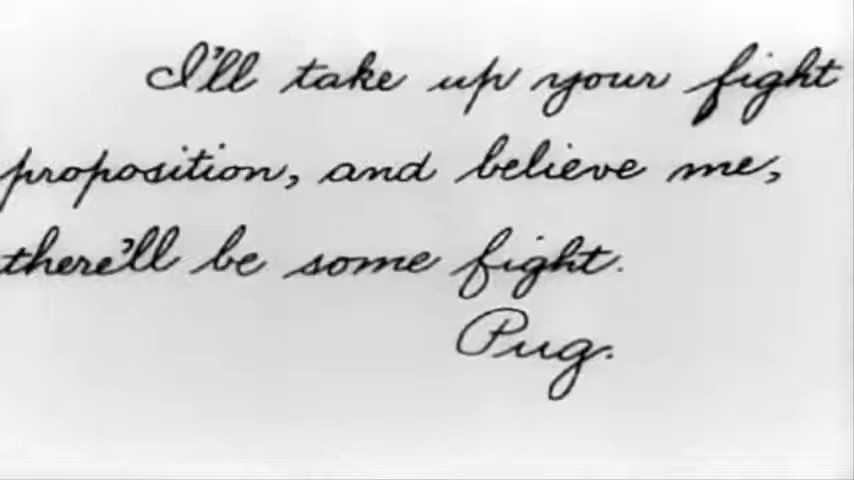 I'll take up your fight
proposition, and believe me,
there'll be some fight.
Pug.